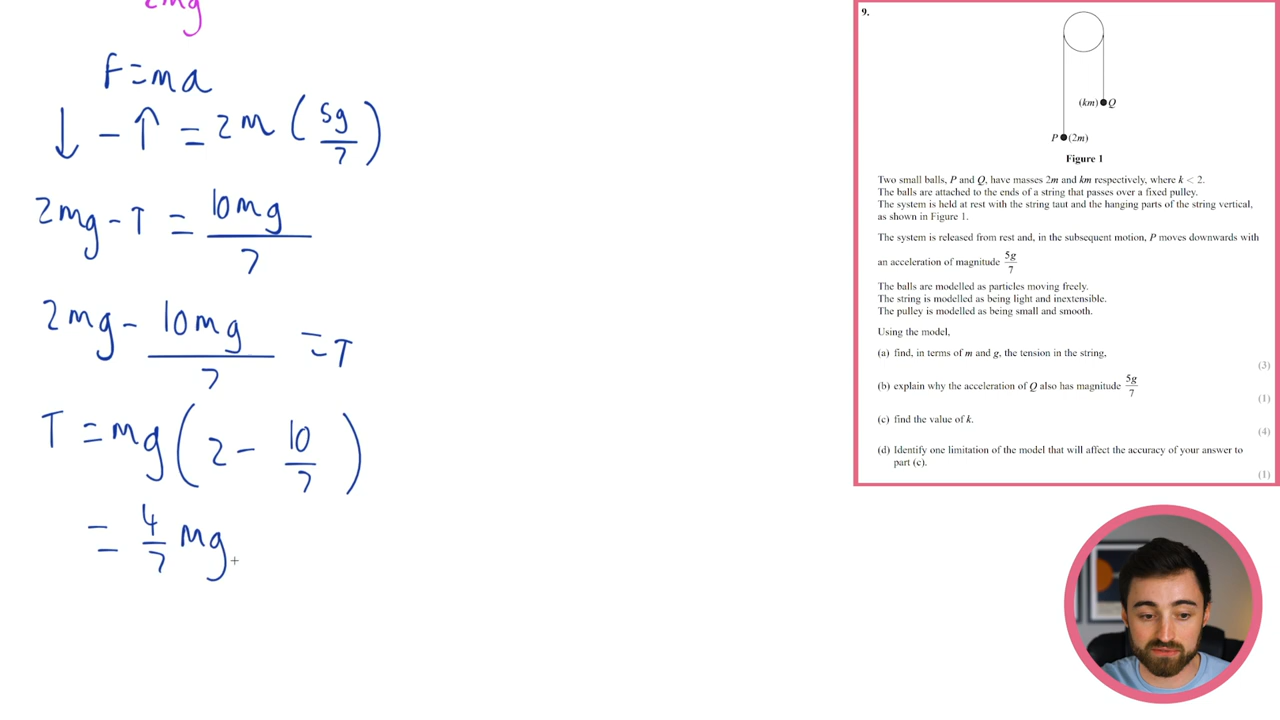 2mg
F=ma
↓ - ↑ = 2m (5g/7)
2mg - T = 10mg/7
2mg - 10mg/7 = T
T = mg(2 - 10/7)
= 4/7 mg
9.
(km) Q
P (2m)
Figure 1
Two small balls, P and Q, have masses 2m and km respectively, where k < 2.
The balls are attached to the ends of a string that passes over a fixed pulley.
The system is held at rest with the string taut and the hanging parts of the string vertical,
as shown in Figure 1.
The system is released from rest and, in the subsequent motion, P moves downwards with
an acceleration of magnitude 5g/7
The balls are modelled as particles moving freely.
The string is modelled as being light and inextensible.
The pulley is modelled as being small and smooth.
Using the model,
(a) find, in terms of m and g, the tension in the string,
(3)
(b) explain why the acceleration of Q also has magnitude 5g/7
(1)
(c) find the value of k.
(4)
(d) Identify one limitation of the model that will affect the accuracy of your answer to
part (c).
(1)